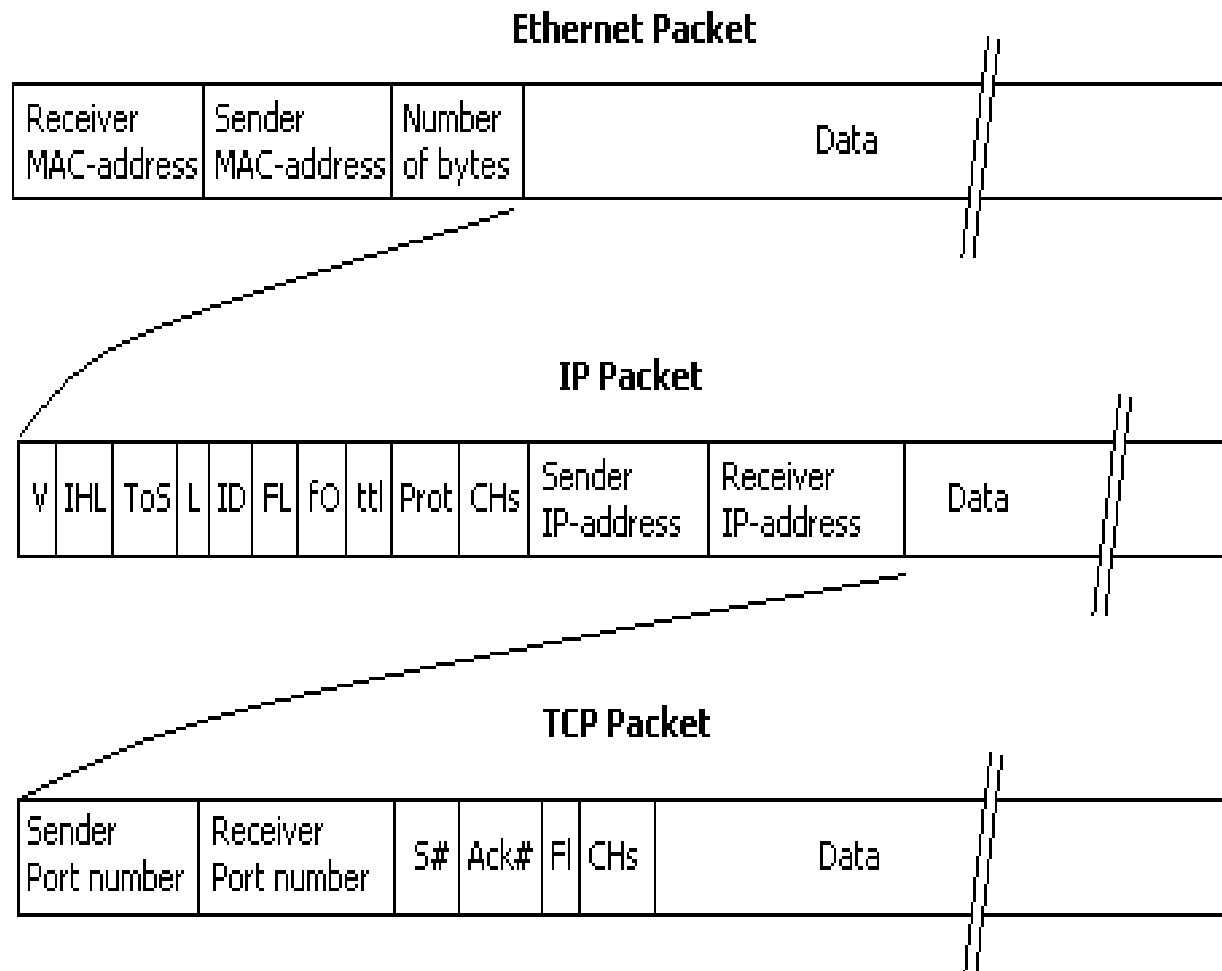 Ethernet Packet
Receiver
MAC-address
Sender
MAC-address
Number
of bytes
Data
IP Packet
V
IHL
ToS
L
ID
FL
fO
ttl
Prot
CHs
Sender
IP-address
Receiver
IP-address
Data
TCP Packet
Sender
Port number
Receiver
Port number
S#
Ack#
Fl
CHs
Data